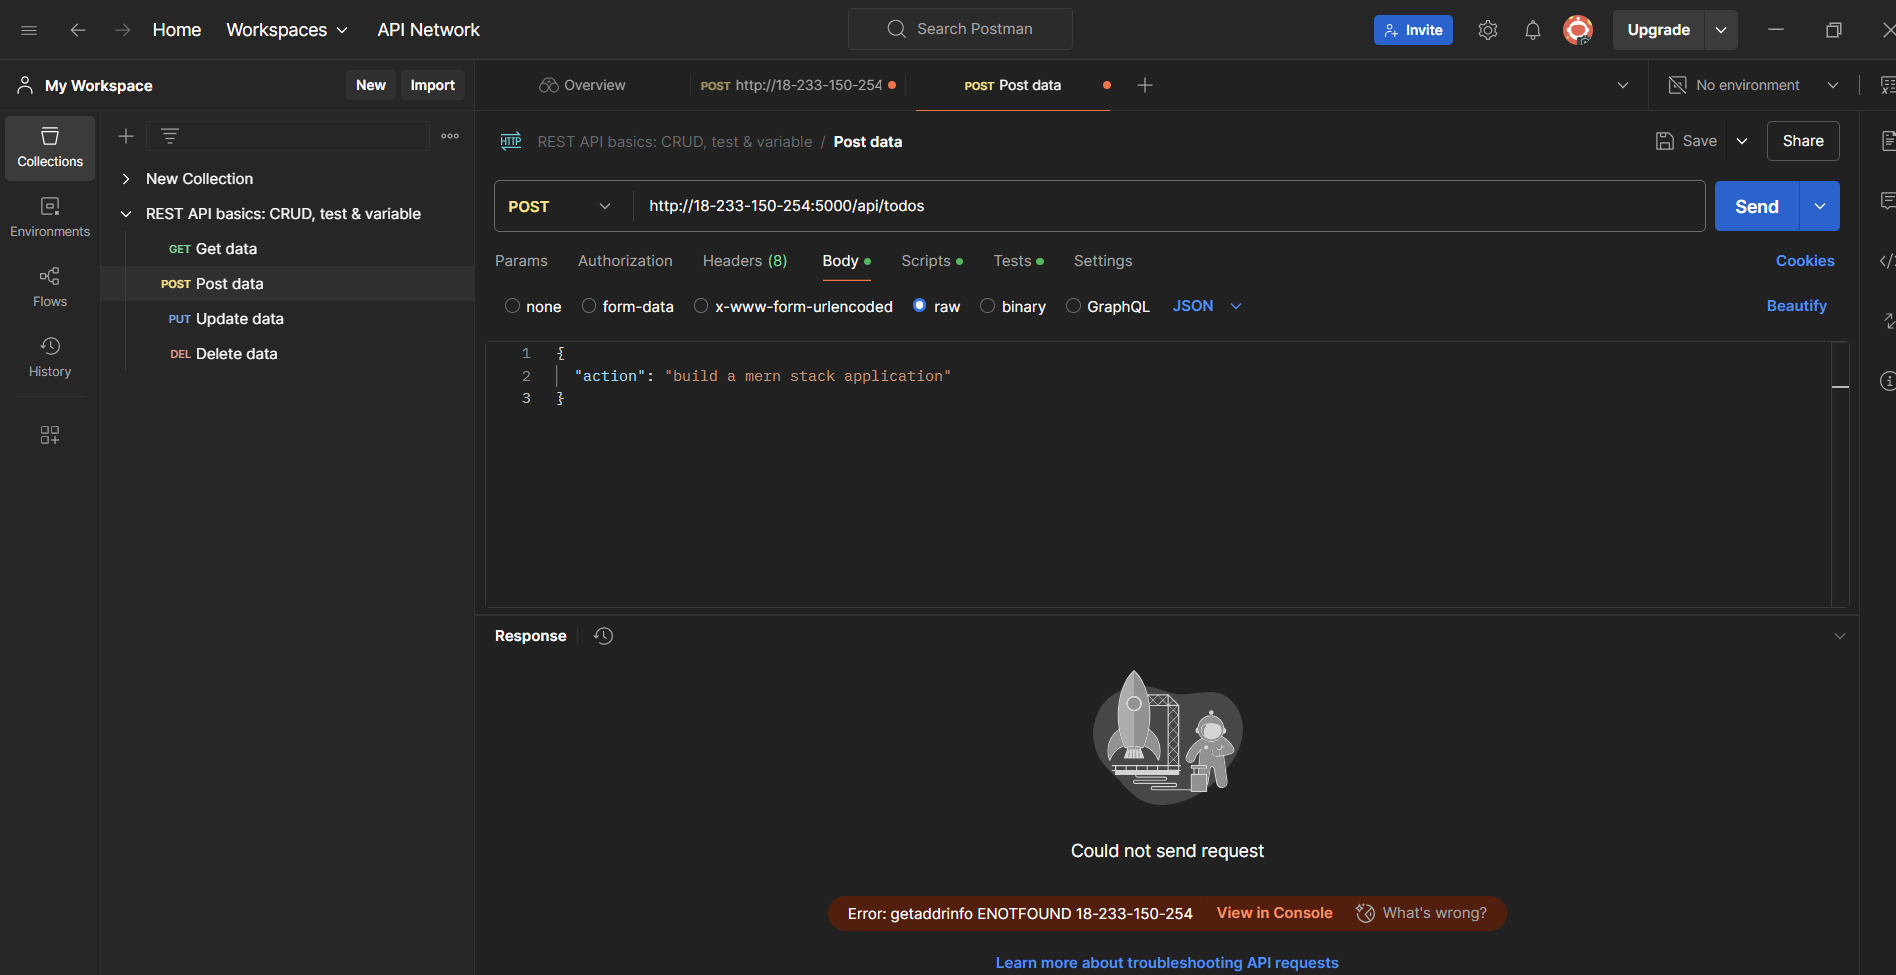 Home Workspaces API Network Search Postman Invite Upgrade
My Workspace New Import Overview POST http://18-233-150-254 POST Post data No environment
Collections
Environments
Flows
History
New Collection
REST API basics: CRUD, test & variable
GET Get data
POST Post data
PUT Update data
DEL Delete data
HTTP REST API basics: CRUD, test & variable / Post data Save Share
POST http://18-233-150-254:5000/api/todos Send
Params Authorization Headers (8) Body Scripts Tests Settings Cookies
none form-data x-www-form-urlencoded raw binary GraphQL JSON Beautify
1 {
2 "action": "build a mern stack application"
3 }
Response
Could not send request
Error: getaddrinfo ENOTFOUND 18-233-150-254 View in Console What's wrong?
Learn more about troubleshooting API requests